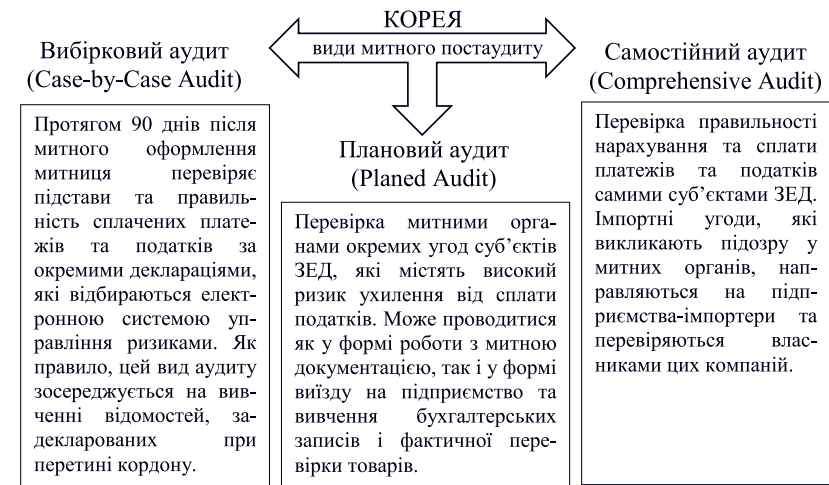 КОРЕЯ
види митного постаудиту
Вибірковий аудит
(Case-by-Case Audit)
Протягом 90 днів після
митного оформлення
митниця перевіряє
підстави та правиль-
ність сплачених плате-
жів та податків за
окремими деклараціями,
які відбираються елект-
ронною системою уп-
равління ризиками. Як
правило, цей вид аудиту
зосереджується на вив-
ченні відомостей, за-
декларованих при
перетині кордону.
Плановий аудит
(Planed Audit)
Перевірка митними орга-
нами окремих угод суб’єктів
ЗЕД, які містять високий
ризик ухилення від сплати
податків. Може проводитися
як у формі роботи з митною
документацією, так і у формі
виїзду на підприємство та
вивчення бухгалтерських
записів і фактичної пере-
вірки товарів.
Самостійний аудит
(Comprehensive Audit)
Перевірка правильності
нарахування та сплати
платежів та податків
самими суб’єктами ЗЕД.
Імпортні угоди, які
викликають підозру у
митних органів, нап-
равляються на підп-
риємства-імпортери та
перевіряються влас-
никами цих компаній.